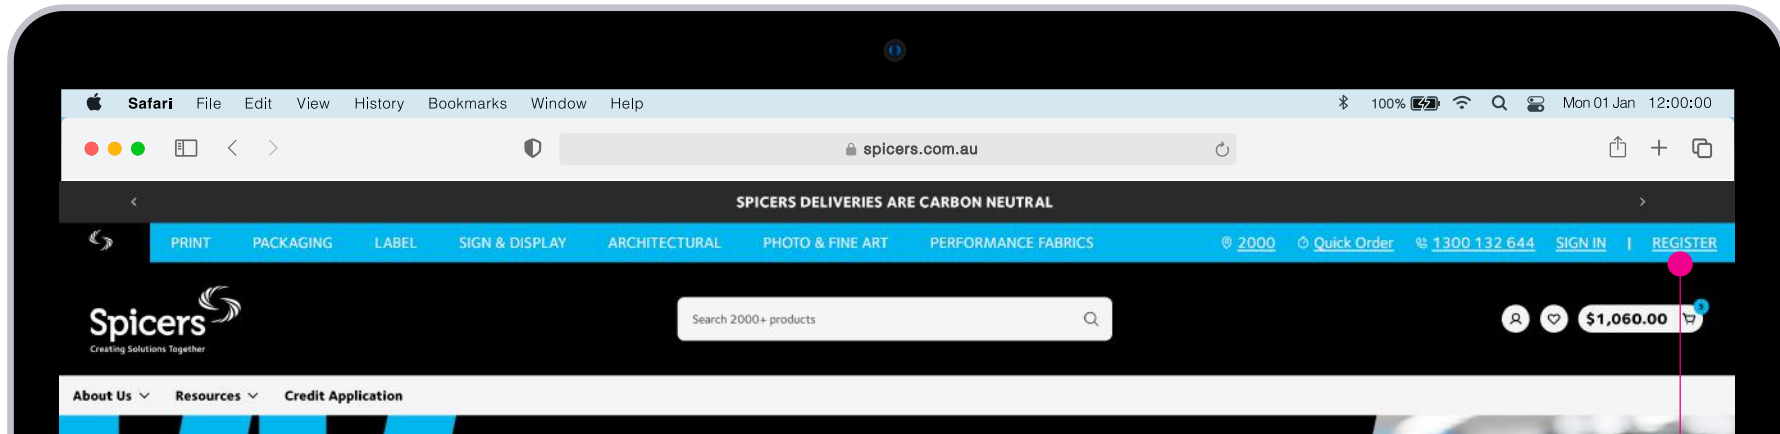 Safari File Edit View History Bookmarks Window Help 100% Mon 01 Jan 12:00:00
spicers.com.au
SPICERS DELIVERIES ARE CARBON NEUTRAL
PRINT PACKAGING LABEL SIGN & DISPLAY ARCHITECTURAL PHOTO & FINE ART PERFORMANCE FABRICS 2000 Quick Order 1300 132 644 SIGN IN | REGISTER
Spicers
Creating Solutions Together
Search 2000+ products
$1,060.00
5
About Us Resources Credit Application